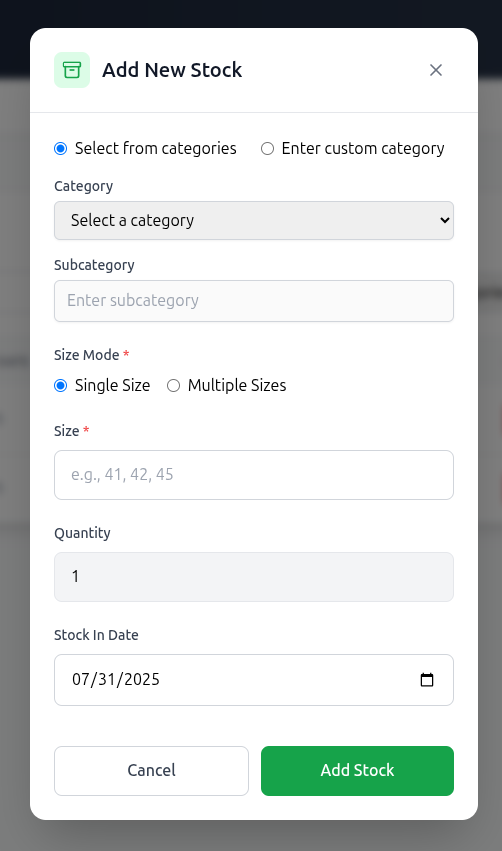 Add New Stock
Select from categories Enter custom category
Category
Select a category
Subcategory
Enter subcategory
Size Mode *
Single Size Multiple Sizes
Size *
e.g., 41, 42, 45
Quantity
1
Stock In Date
07/31/2025
Cancel Add Stock